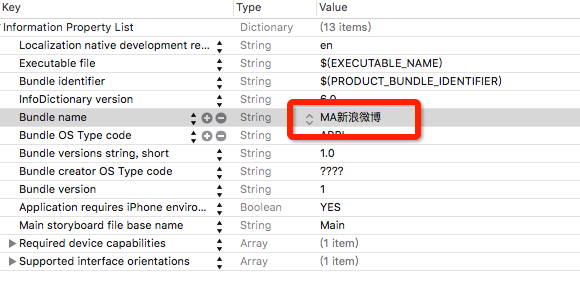 Key Type Value
Information Property List Dictionary (13 items)
Localization native development re... String en
Executable file String $(EXECUTABLE_NAME)
Bundle identifier String $(PRODUCT_BUNDLE_IDENTIFIER)
InfoDictionary version String 6.0
Bundle name String MA新浪微博
Bundle OS Type code String APPL
Bundle versions string, short String 1.0
Bundle creator OS Type code String ????
Bundle version String 1
Application requires iPhone enviro... Boolean YES
Main storyboard file base name String Main
Required device capabilities Array (1 item)
Supported interface orientations Array (1 item)